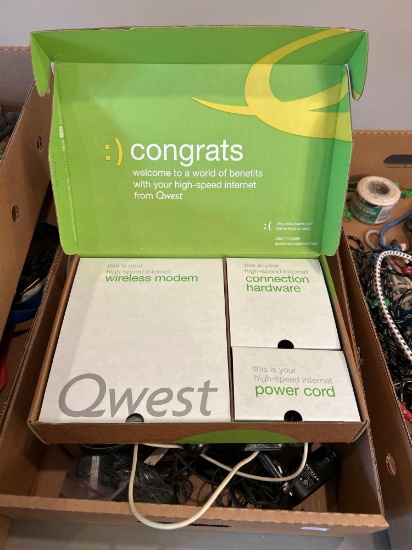 :) congrats
welcome to a world of benefits
with your high-speed internet
from Qwest
:(
this is your
high-speed internet
wireless modem
this is your
high-speed internet
connection
hardware
this is your
high-speed internet
power cord
Qwest